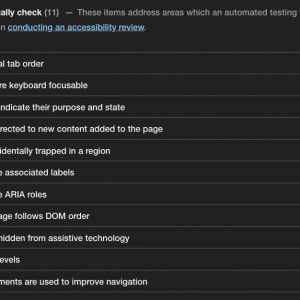 ally check (11) — These items address areas which an automated testing
n conducting an accessibility review.
al tab order
re keyboard focusable
indicate their purpose and state
rected to new content added to the page
identally trapped in a region
e associated labels
e ARIA roles
age follows DOM order
hidden from assistive technology
evels
ments are used to improve navigation